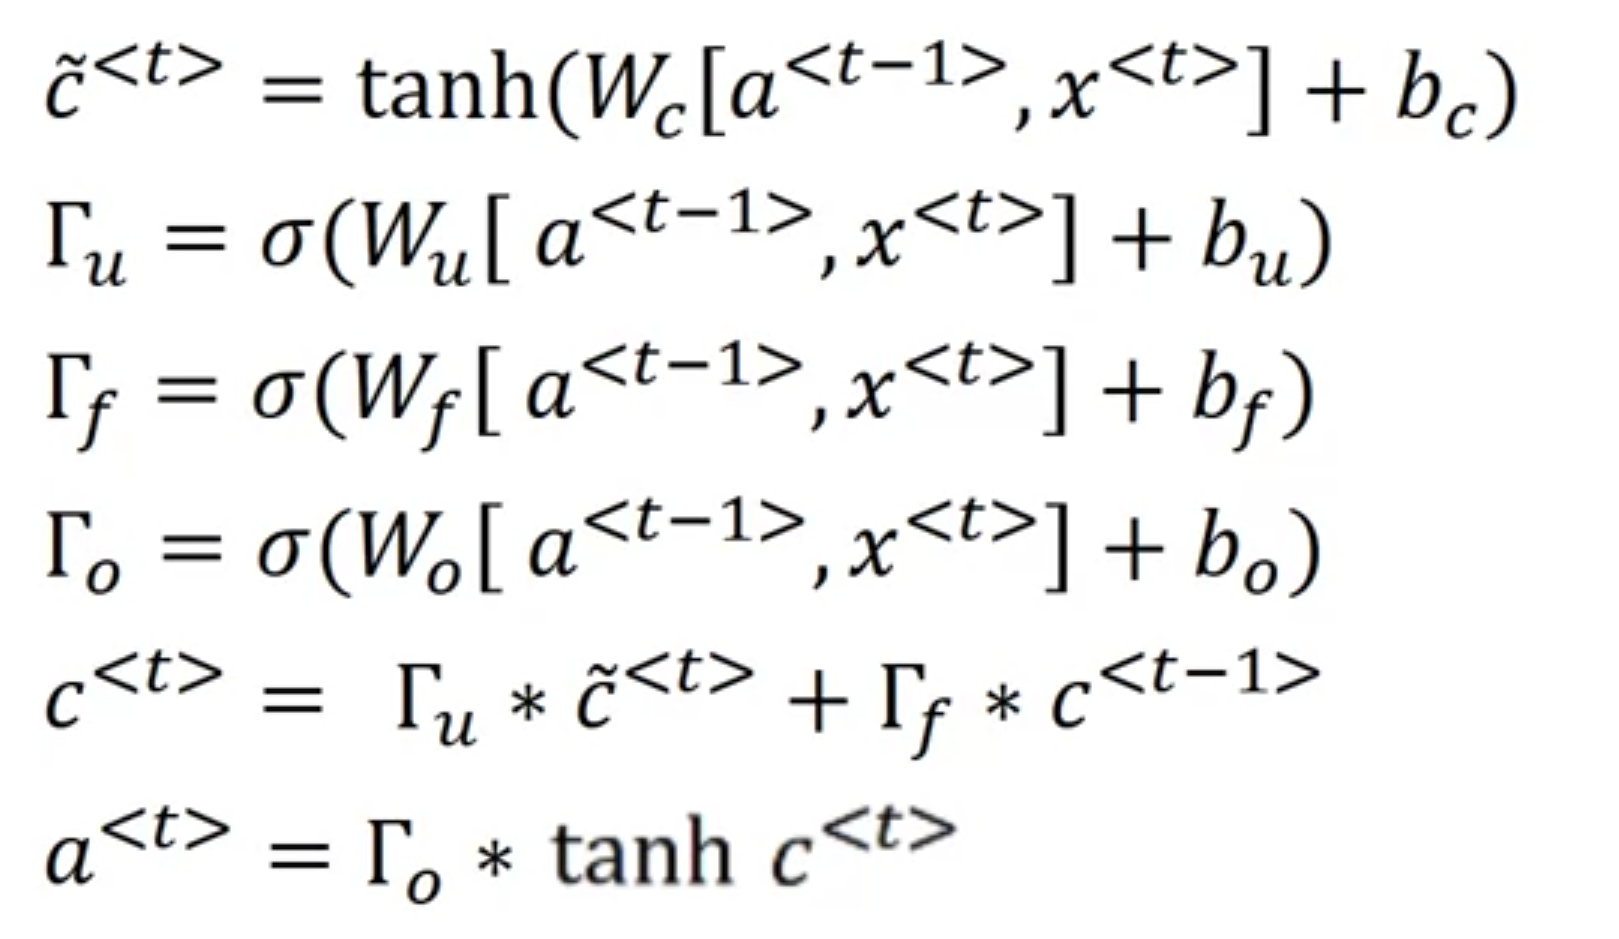 c̃^{<t>} = tanh(W_c[a^{<t−1>}, x^{<t>}] + b_c)
Γ_u = σ(W_u[ a^{<t−1>}, x^{<t>}] + b_u)
Γ_f = σ(W_f[ a^{<t−1>}, x^{<t>}] + b_f)
Γ_o = σ(W_o[ a^{<t−1>}, x^{<t>}] + b_o)
c^{<t>} = Γ_u * c̃^{<t>} + Γ_f * c^{<t−1>}
a^{<t>} = Γ_o * tanh c^{<t>}